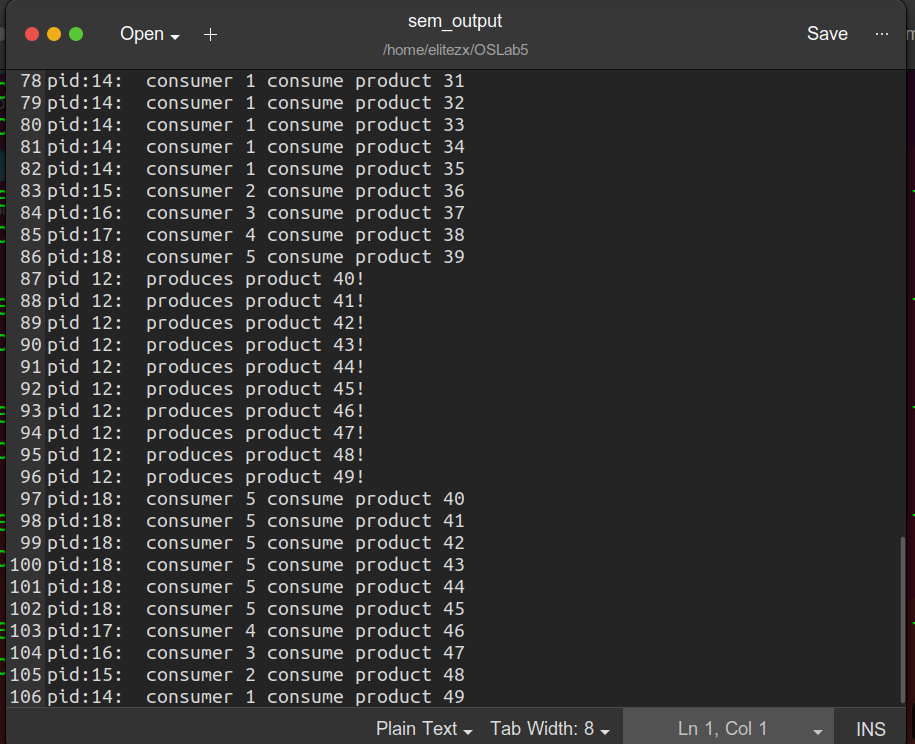 sem_output
Open + Save ...
/home/elitezx/OSLab5
78 pid:14: consumer 1 consume product 31
79 pid:14: consumer 1 consume product 32
80 pid:14: consumer 1 consume product 33
81 pid:14: consumer 1 consume product 34
82 pid:14: consumer 1 consume product 35
83 pid:15: consumer 2 consume product 36
84 pid:16: consumer 3 consume product 37
85 pid:17: consumer 4 consume product 38
86 pid:18: consumer 5 consume product 39
87 pid 12: produces product 40!
88 pid 12: produces product 41!
89 pid 12: produces product 42!
90 pid 12: produces product 43!
91 pid 12: produces product 44!
92 pid 12: produces product 45!
93 pid 12: produces product 46!
94 pid 12: produces product 47!
95 pid 12: produces product 48!
96 pid 12: produces product 49!
97 pid:18: consumer 5 consume product 40
98 pid:18: consumer 5 consume product 41
99 pid:18: consumer 5 consume product 42
100 pid:18: consumer 5 consume product 43
101 pid:18: consumer 5 consume product 44
102 pid:18: consumer 5 consume product 45
103 pid:17: consumer 4 consume product 46
104 pid:16: consumer 3 consume product 47
105 pid:15: consumer 2 consume product 48
106 pid:14: consumer 1 consume product 49
Plain Text Tab Width: 8 Ln 1, Col 1 INS